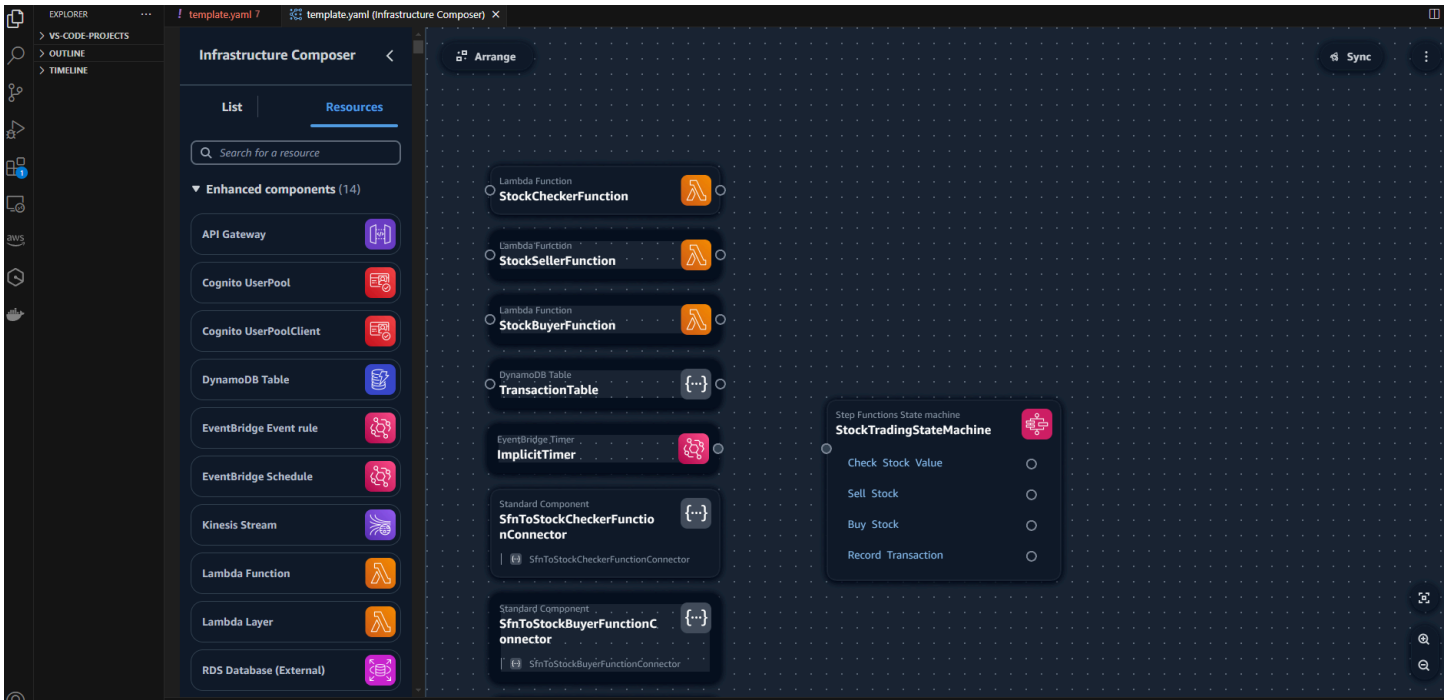 EXPLORER
! template.yaml 7
template.yaml (Infrastructure Composer)
VS-CODE-PROJECTS
OUTLINE
TIMELINE
1
aws
Infrastructure Composer
List
Resources
Search for a resource
Enhanced components (14)
API Gateway
Cognito UserPool
Cognito UserPoolClient
DynamoDB Table
EventBridge Event rule
EventBridge Schedule
Kinesis Stream
Lambda Function
Lambda Layer
RDS Database (External)
Arrange
Sync
Lambda Function
StockCheckerFunction
Lambda Function
StockSellerFunction
Lambda Function
StockBuyerFunction
DynamoDB Table
TransactionTable
EventBridge Timer
ImplicitTimer
Standard Component
SfnToStockCheckerFunctio
nConnector
SfnToStockCheckerFunctionConnector
Standard Component
SfnToStockBuyerFunctionC
onnector
SfnToStockBuyerFunctionConnector
Step Functions State machine
StockTradingStateMachine
Check Stock Value
Sell Stock
Buy Stock
Record Transaction